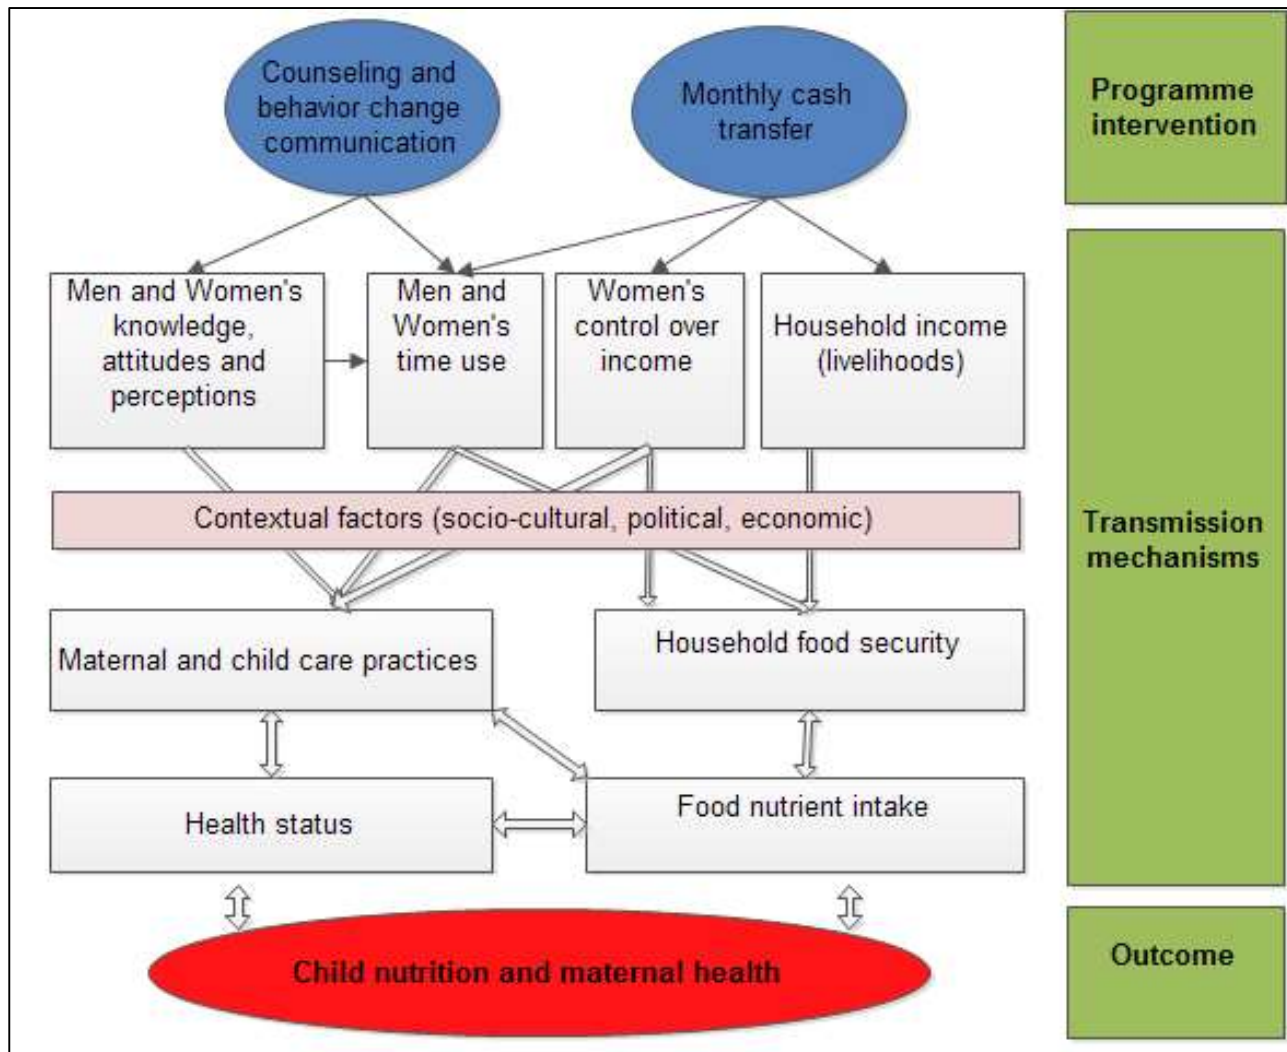 Counseling and
behavior change
communication
Monthly cash
transfer
Programme
intervention
Men and Women's
knowledge,
attitudes and
perceptions
Men and
Women's
time use
Women's
control over
income
Household income
(livelihoods)
Contextual factors (socio-cultural, political, economic)
Transmission
mechanisms
Maternal and child care practices
Household food security
Health status
Food nutrient intake
Child nutrition and maternal health
Outcome